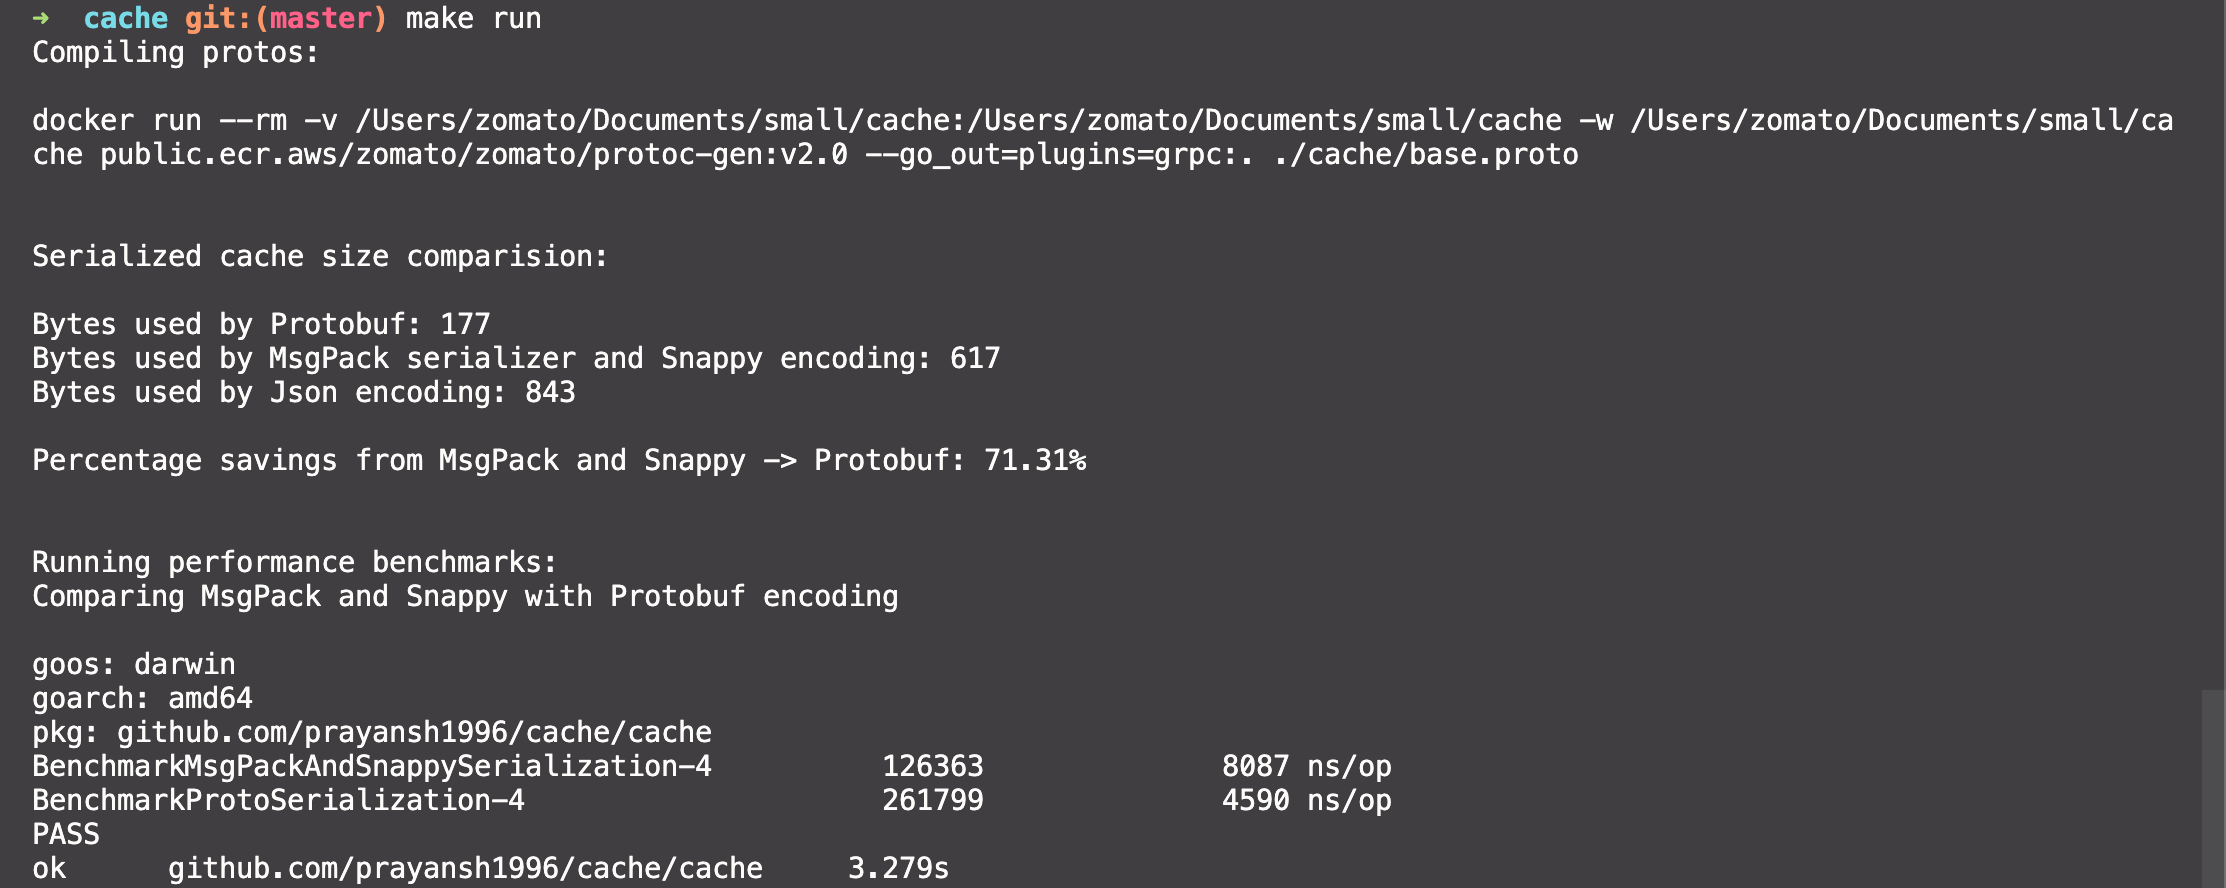 ➜ cache git:(master) make run
Compiling protos:
docker run --rm -v /Users/zomato/Documents/small/cache:/Users/zomato/Documents/small/cache -w /Users/zomato/Documents/small/ca
che public.ecr.aws/zomato/zomato/protoc-gen:v2.0 --go_out=plugins=grpc:. ./cache/base.proto
Serialized cache size comparision:
Bytes used by Protobuf: 177
Bytes used by MsgPack serializer and Snappy encoding: 617
Bytes used by Json encoding: 843
Percentage savings from MsgPack and Snappy -> Protobuf: 71.31%
Running performance benchmarks:
Comparing MsgPack and Snappy with Protobuf encoding
goos: darwin
goarch: amd64
pkg: github.com/prayansh1996/cache/cache
BenchmarkMsgPackAndSnappySerialization-4 126363 8087 ns/op
BenchmarkProtoSerialization-4 261799 4590 ns/op
PASS
ok github.com/prayansh1996/cache/cache 3.279s